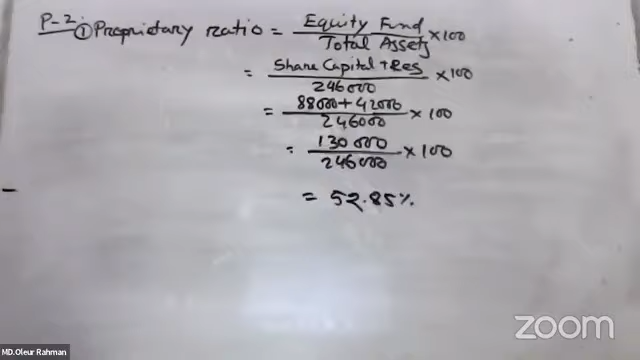 P-2: ① Proprietary ratio = Equity Fund / Total Assets × 100
= Share Capital + Res / 246000 × 100
= 88000 + 42000 / 246000 × 100
= 130000 / 246000 × 100
= 52.85%
MD.Oleur Rahman
zoom